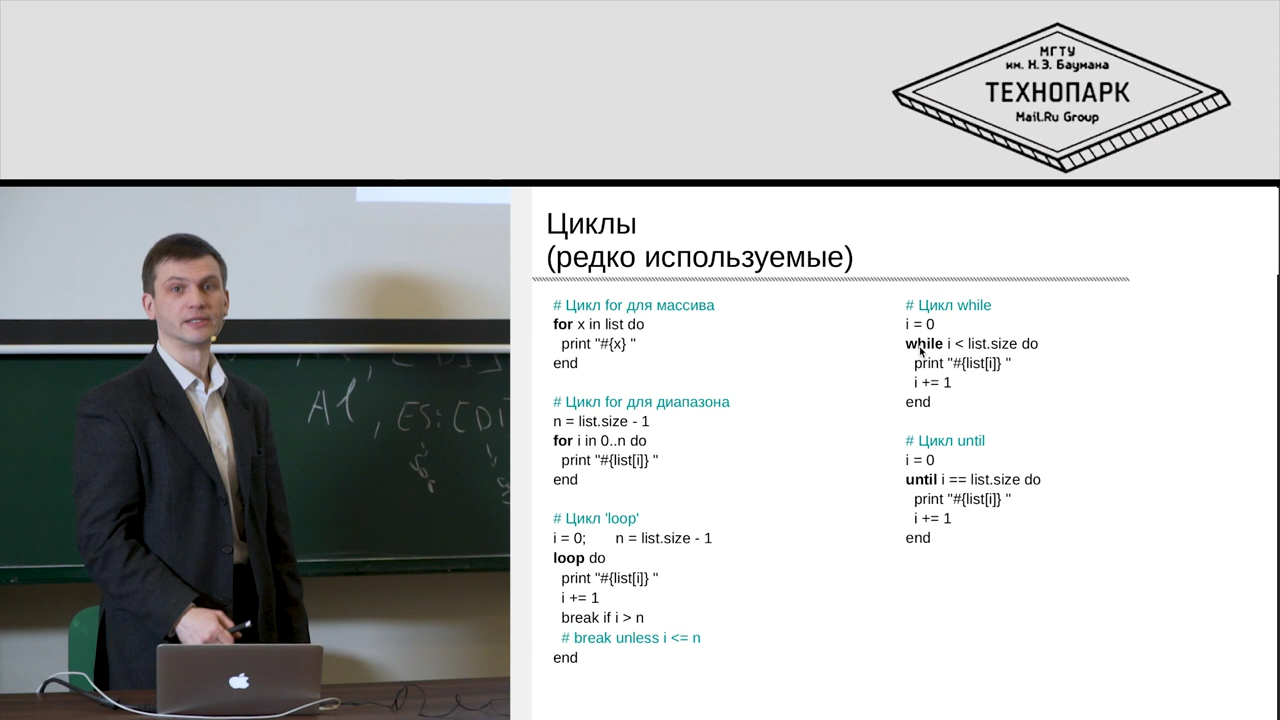 МГТУ
им. Н.Э. Баумана
ТЕХНОПАРК
Mail.Ru Group
Циклы
(редко используемые)
# Цикл for для массива
for x in list do
print "#{x} "
end
# Цикл for для диапазона
n = list.size - 1
for i in 0..n do
print "#{list[i]} "
end
# Цикл 'loop'
i = 0; n = list.size - 1
loop do
print "#{list[i]} "
i += 1
break if i > n
# break unless i <= n
end
# Цикл while
i = 0
while i < list.size do
print "#{list[i]} "
i += 1
end
# Цикл until
i = 0
until i == list.size do
print "#{list[i]} "
i += 1
end